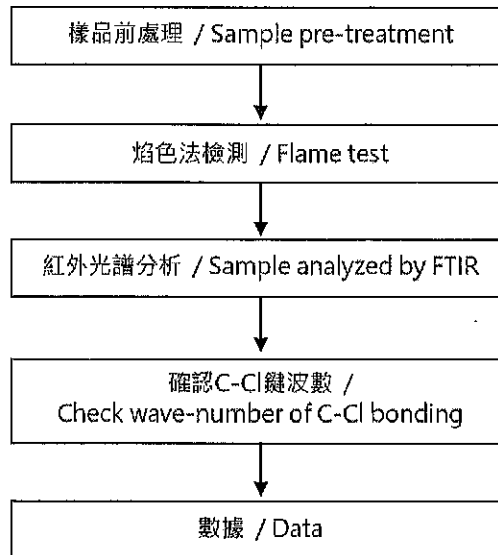 樣品前處理 / Sample pre-treatment
焰色法檢測 / Flame test
紅外光譜分析 / Sample analyzed by FTIR
確認C-Cl鍵波數 /
Check wave-number of C-Cl bonding
數據 / Data